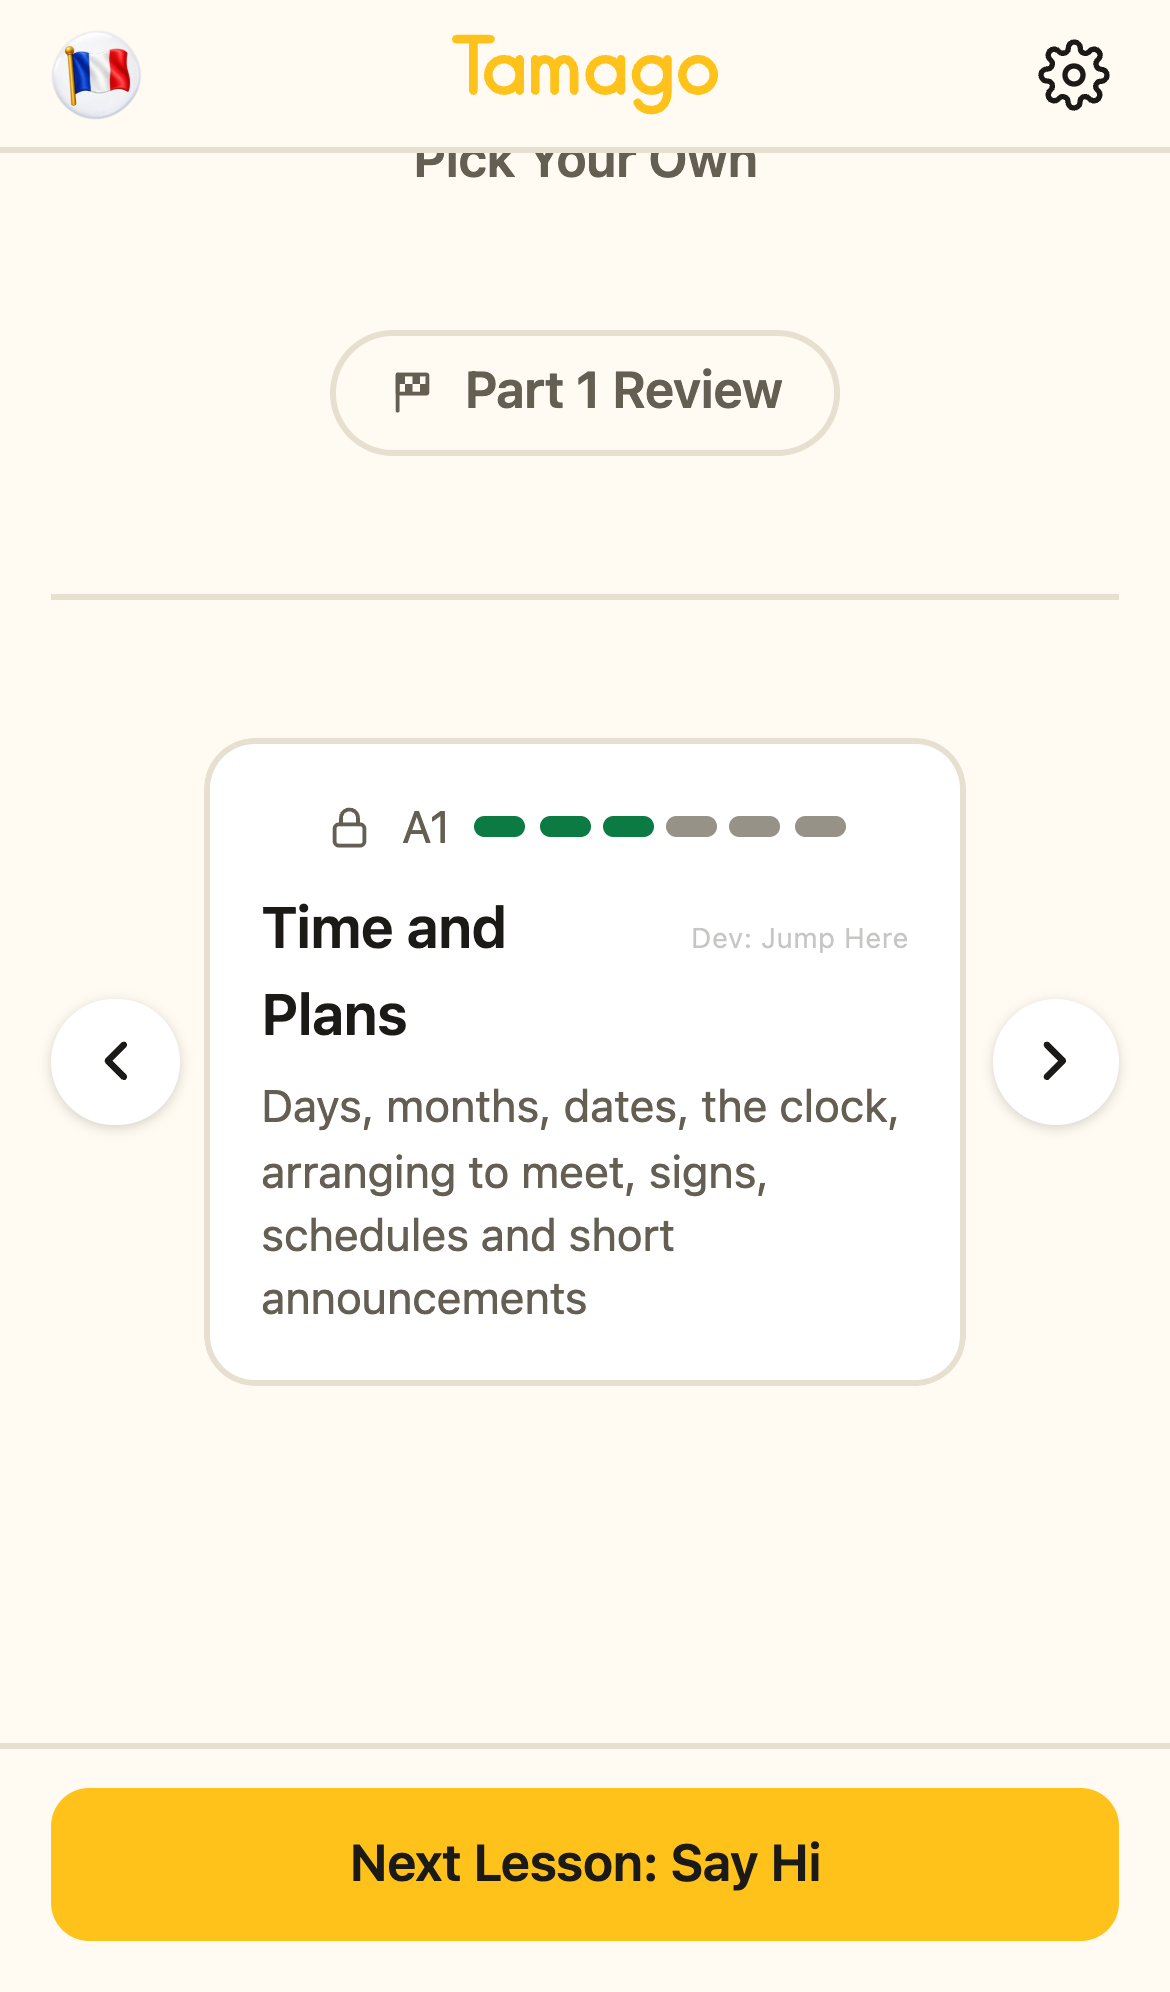 Tamago
Pick Your Own
Part 1 Review
A1
Time and
Plans
Dev: Jump Here
Days, months, dates, the clock,
arranging to meet, signs,
schedules and short
announcements
Next Lesson: Say Hi